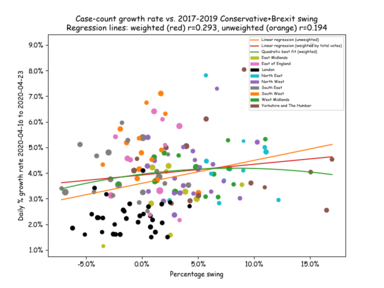 Case-count growth rate vs. 2017-2019 Conservative+Brexit swing
Regression lines: weighted (red) r=0.293, unweighted (orange) r=0.194
Linear regression (unweighted)
Linear regression (weighted by total votes)
Quadratic best fit (weighted)
East Midlands
East of England
London
North East
North West
South East
South West
West Midlands
Yorkshire and The Humber
Daily % growth rate 2020-04-16 to 2020-04-23
9.0%
8.0%
7.0%
6.0%
5.0%
4.0%
3.0%
2.0%
1.0%
-5.0%
0.0%
5.0%
10.0%
15.0%
Percentage swing